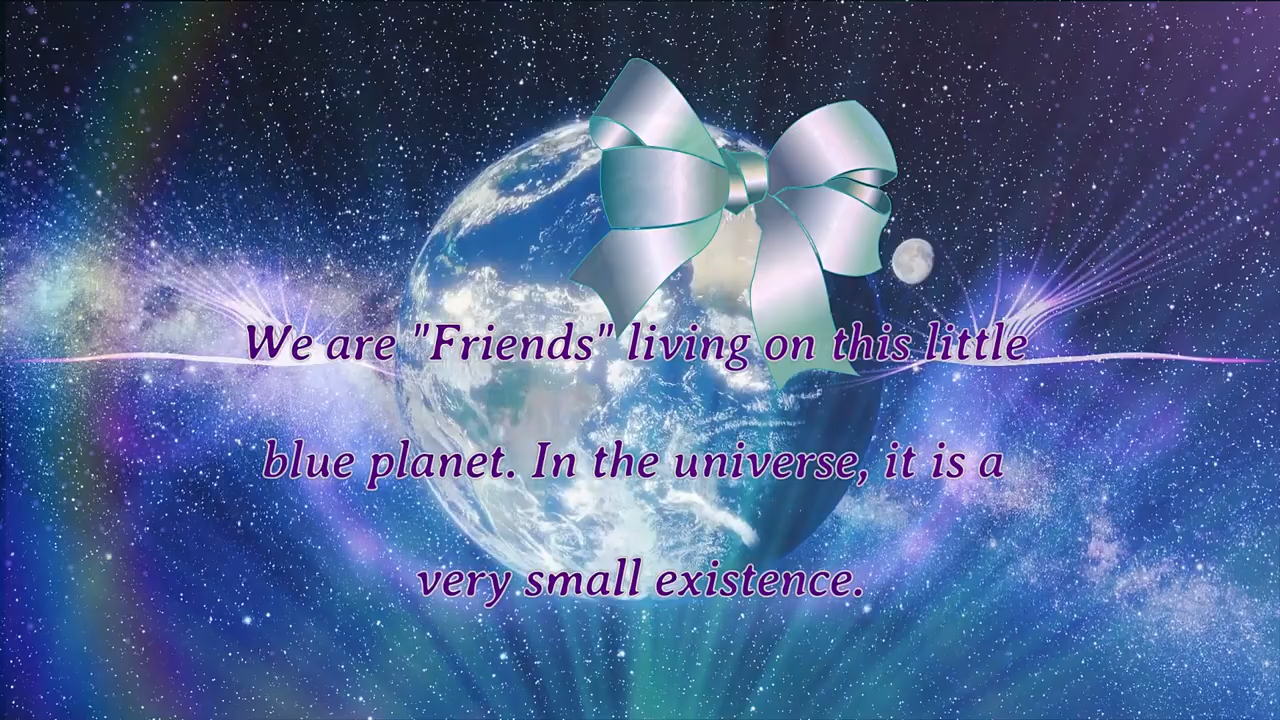 We are "Friends" living on this little
blue planet. In the universe, it is a
very small existence.